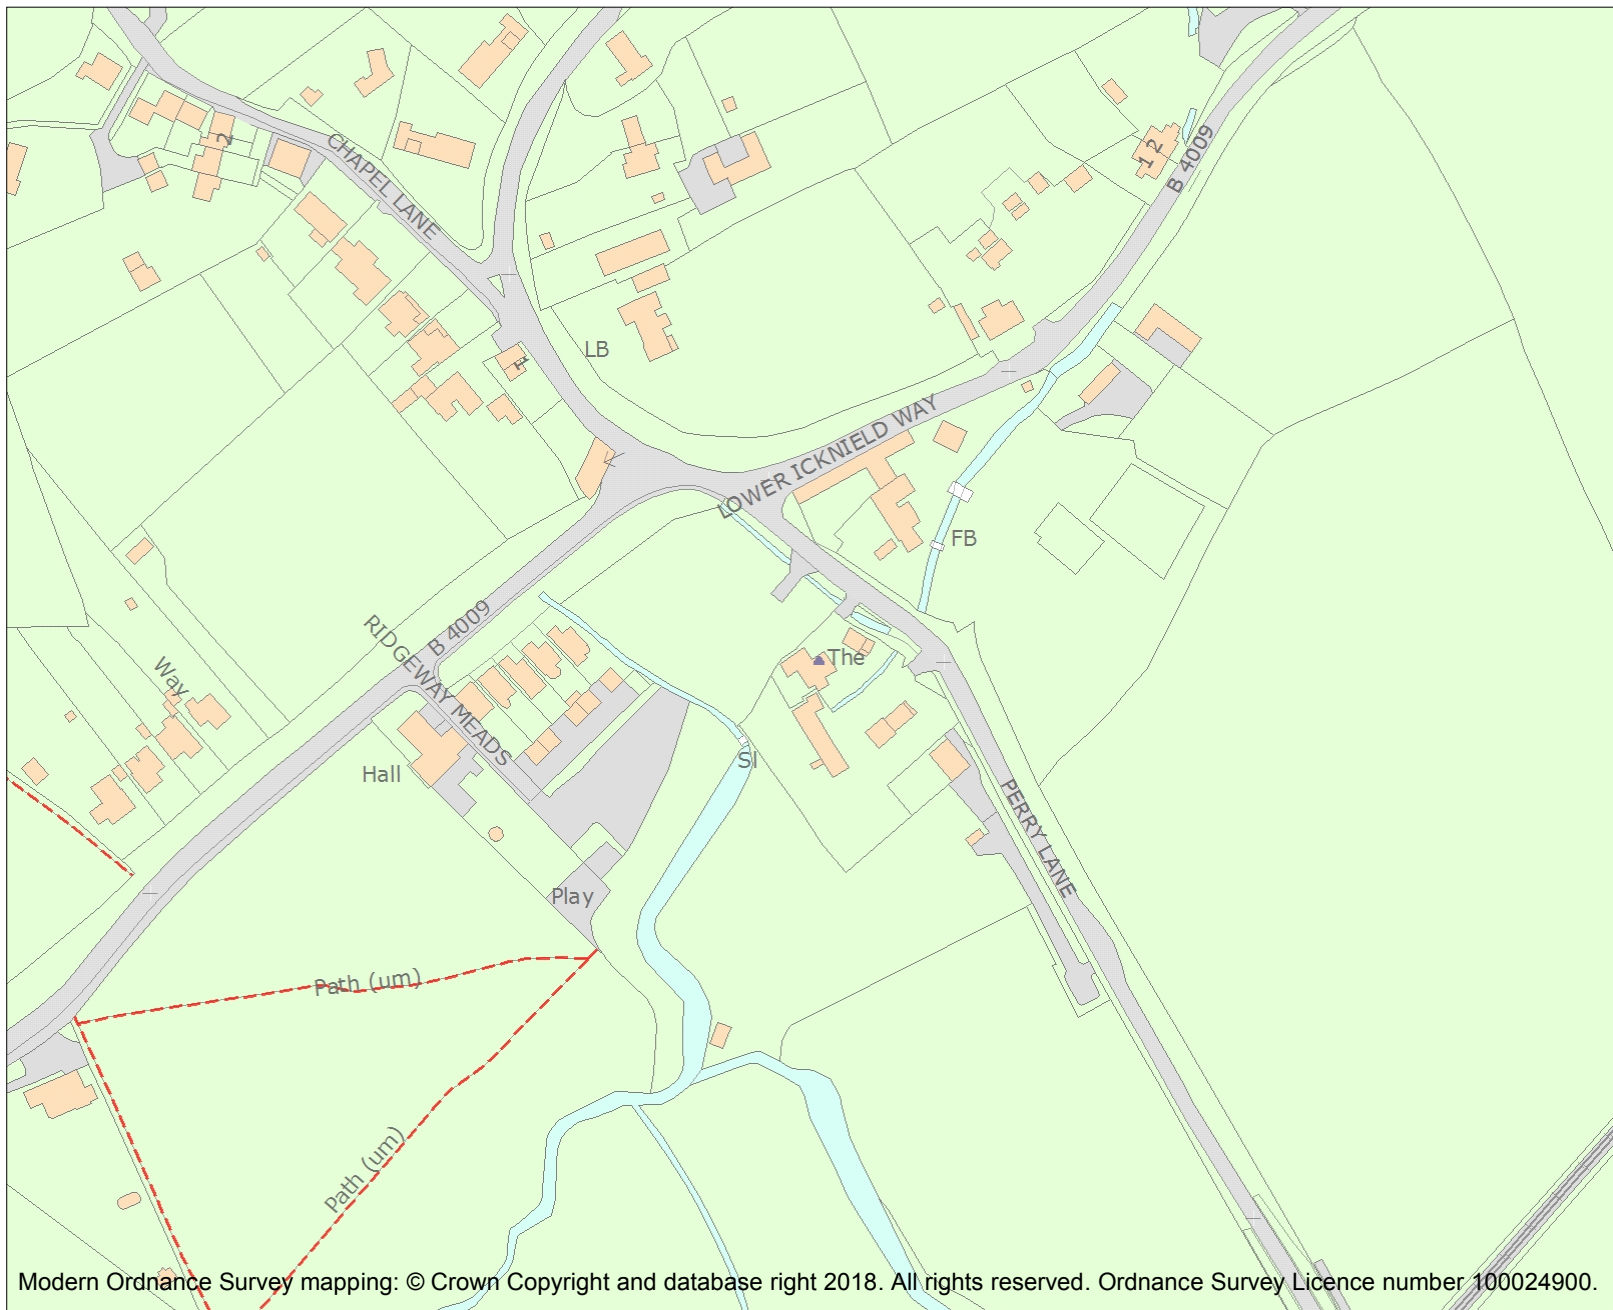 2
CHAPEL LANE
1 2
B 4009
LB
1
LOWER ICKNIELD WAY
FB
B 4009
RIDGEWAY MEADS
Way
The
Hall
Sl
PERRY LANE
Play
Path (um)
Path (um)
Modern Ordnance Survey mapping: © Crown Copyright and database right 2018. All rights reserved. Ordnance Survey Licence number 100024900.